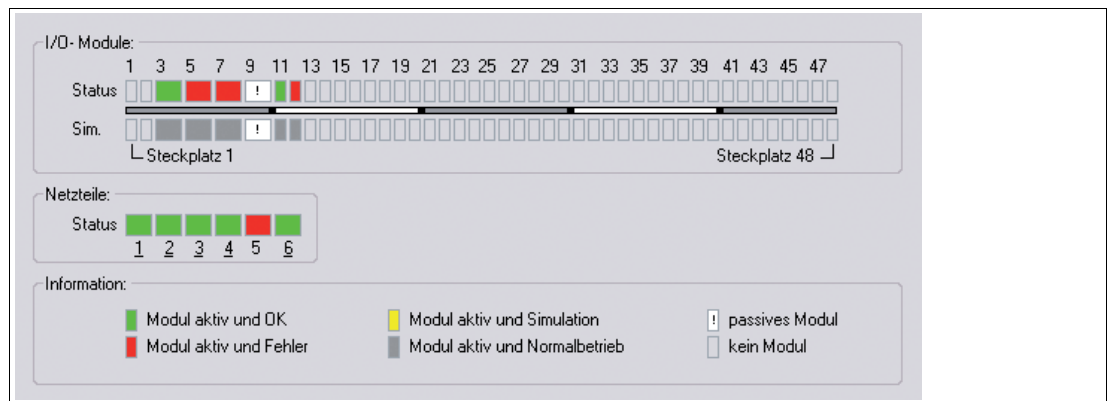 I/O- Module:
1 3 5 7 9 11 13 15 17 19 21 23 25 27 29 31 33 35 37 39 41 43 45 47
Status !
Sim. !
Steckplatz 1 Steckplatz 48
Netzteile:
Status
1 2 3 4 5 6
Information:
Modul aktiv und OK Modul aktiv und Simulation ! passives Modul
Modul aktiv und Fehler Modul aktiv und Normalbetrieb kein Modul